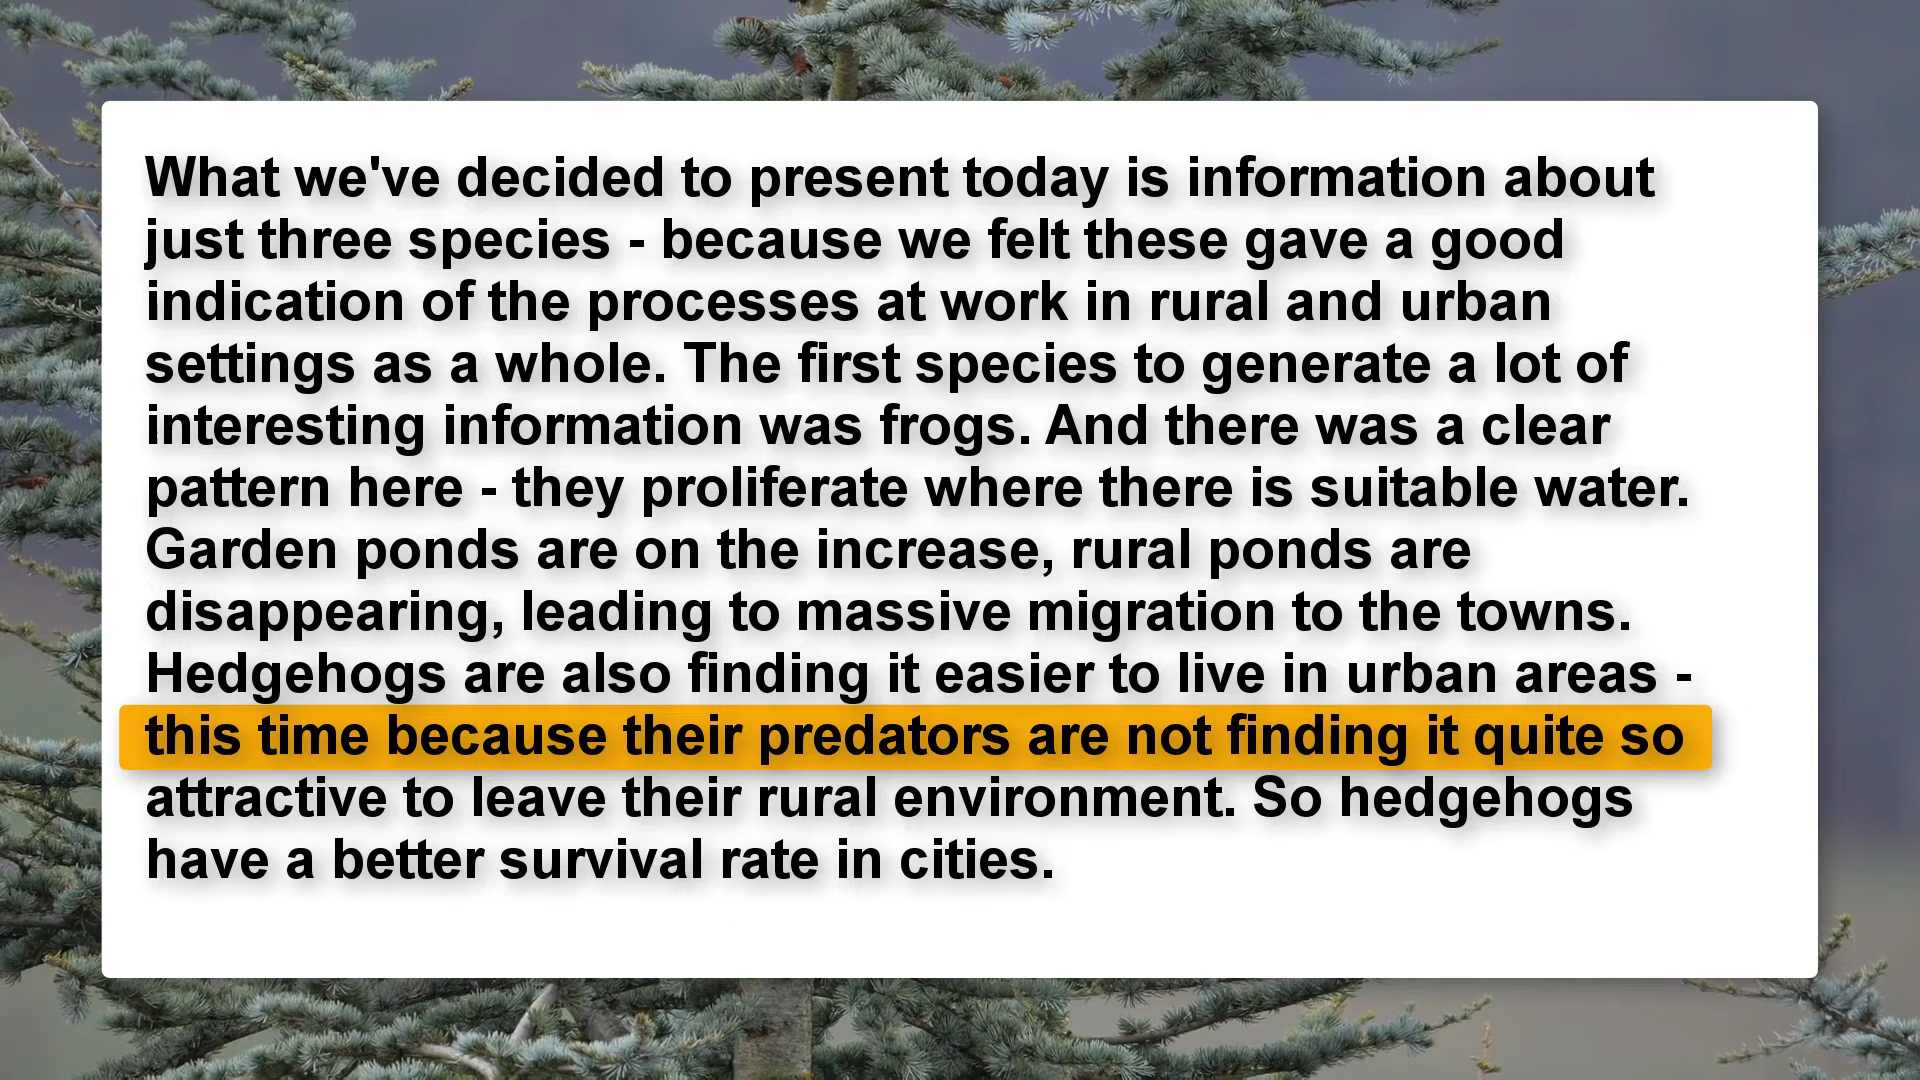 What we've decided to present today is information about
just three species - because we felt these gave a good
indication of the processes at work in rural and urban
settings as a whole. The first species to generate a lot of
interesting information was frogs. And there was a clear
pattern here - they proliferate where there is suitable water.
Garden ponds are on the increase, rural ponds are
disappearing, leading to massive migration to the towns.
Hedgehogs are also finding it easier to live in urban areas -
this time because their predators are not finding it quite so
attractive to leave their rural environment. So hedgehogs
have a better survival rate in cities.